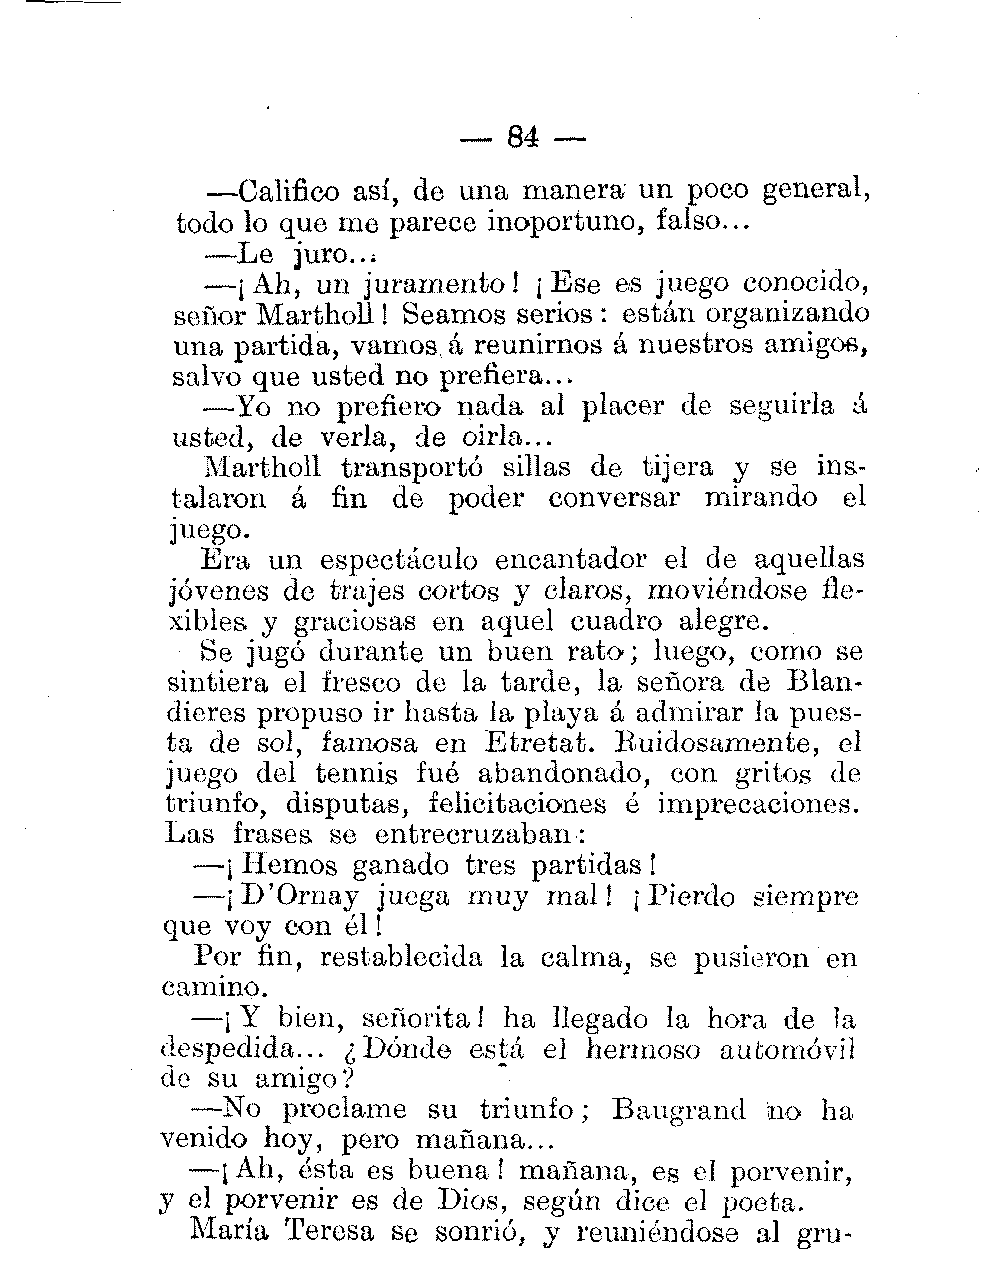 — 84 —
—Califico así, de una manera un poco general,
todo lo que me parece inoportuno, falso...
—Le juro...
—¡Ah, un juramento! ¡Ese es juego conocido,
señor Martholl! Seamos serios: están organizando
una partida, vamos á reunirnos á nuestros amigos,
salvo que usted no prefiera...
—Yo no prefiero nada al placer de seguirla á
usted, de verla, de oirla...
Martholl transportó sillas de tijera y se ins-
talaron á fin de poder conversar mirando el
juego.
Era un espectáculo encantador el de aquellas
jóvenes de trajes cortos y claros, moviéndose fle-
xibles y graciosas en aquel cuadro alegre.
Se jugó durante un buen rato; luego, como se
sintiera el fresco de la tarde, la señora de Blan-
dieres propuso ir hasta la playa á admirar la pues-
ta de sol, famosa en Etretat. Ruidosamente, el
juego del tennis fué abandonado, con gritos de
triunfo, disputas, felicitaciones é imprecaciones.
Las frases se entrecruzaban:
—¡Hemos ganado tres partidas!
—¡D'Ornay juega muy mal! ¡Pierdo siempre
que voy con él!
Por fin, restablecida la calma, se pusieron en
camino.
—¡Y bien, señorita! ha llegado la hora de la
despedida... ¿Dónde está el hermoso automóvil
de su amigo?
—No proclame su triunfo; Baugrand no ha
venido hoy, pero mañana...
—¡Ah, ésta es buena! mañana, es el porvenir,
y el porvenir es de Dios, según dice el poeta.
María Teresa se sonrió, y reuniéndose al gru-